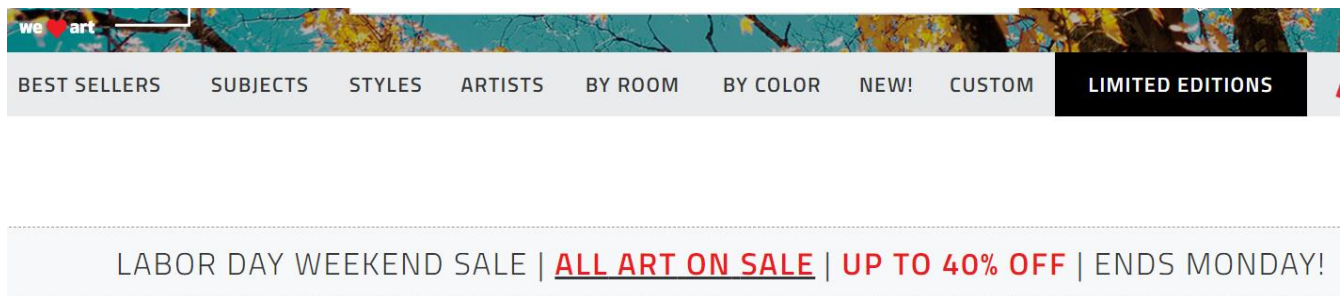 we art
BEST SELLERS SUBJECTS STYLES ARTISTS BY ROOM BY COLOR NEW! CUSTOM LIMITED EDITIONS
LABOR DAY WEEKEND SALE | ALL ART ON SALE | UP TO 40% OFF | ENDS MONDAY!